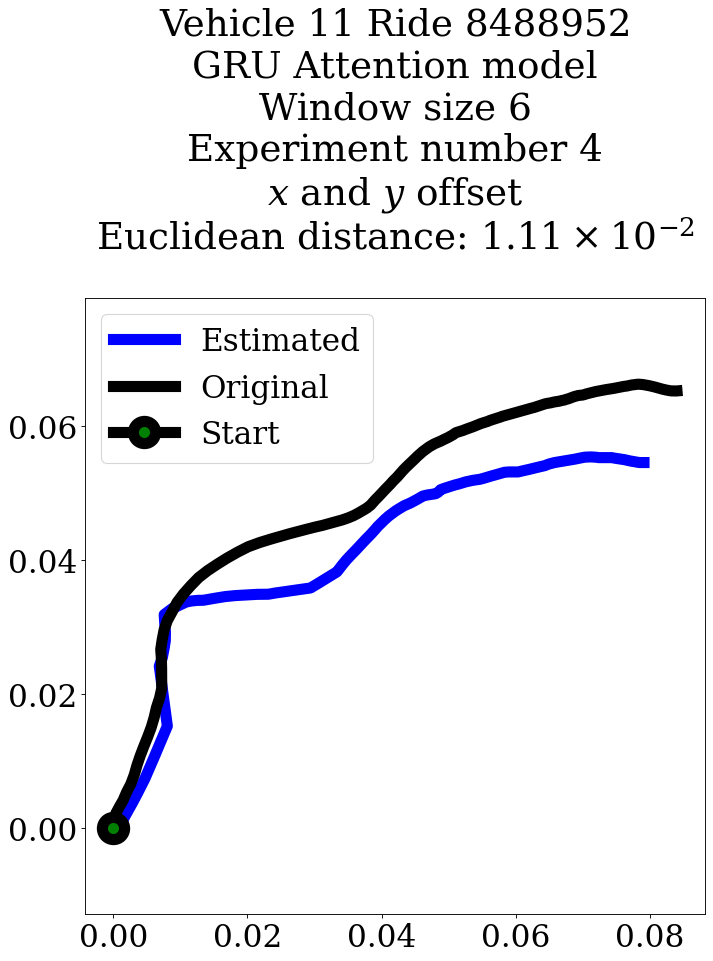 Vehicle 11 Ride 8488952
GRU Attention model
Window size 6
Experiment number 4
x and y offset
Euclidean distance: 1.11 × 10⁻²
Estimated
Original
Start
0.06
0.04
0.02
0.00
0.00 0.02 0.04 0.06 0.08